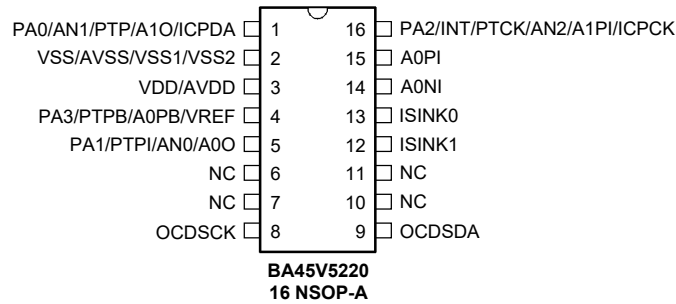 PA0/AN1/PTP/A1O/ICPDA 1 16 PA2/INT/PTCK/AN2/A1PI/ICPCK
VSS/AVSS/VSS1/VSS2 2 15 A0PI
VDD/AVDD 3 14 A0NI
PA3/PTPB/A0PB/VREF 4 13 ISINK0
PA1/PTPI/AN0/A0O 5 12 ISINK1
NC 6 11 NC
NC 7 10 NC
OCDSCK 8 9 OCDSDA
BA45V5220
16 NSOP-A